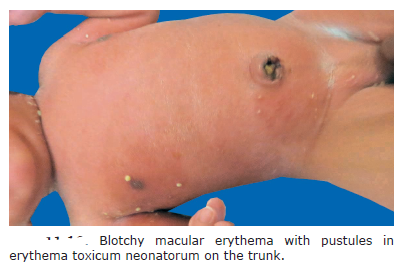 Blotchy macular erythema with pustules in
erythema toxicum neonatorum on the trunk.